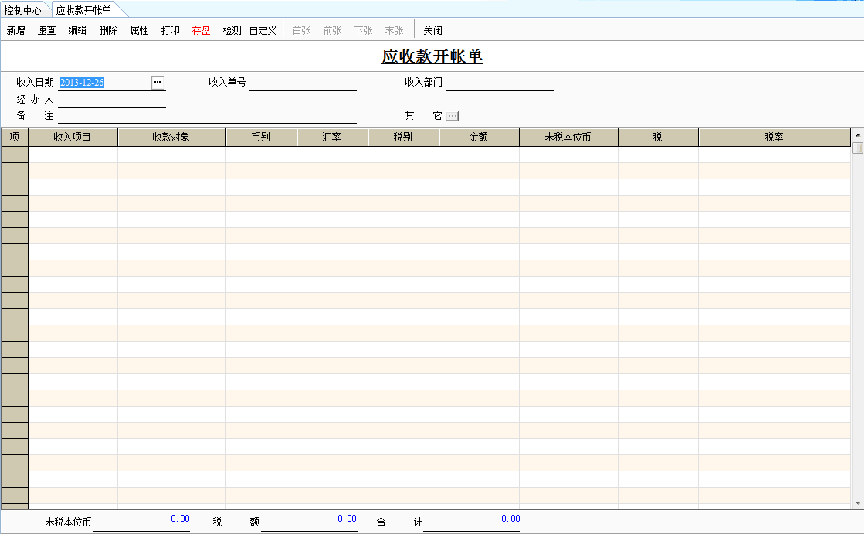 控制中心 应收款开帐单
新增 重查 编辑 删除 属性 打印 存盘 检测 自定义 首张 前张 下张 末张 关闭
应收款开帐单
收入日期 2013-12-26 收入单号 收入部门
经办人
备 注 其 它
项 收入项目 收款对象 币别 汇率 税别 金额 未税本位币 税 税率
未税本位币 0.00 税 额 0.00 合 计 0.00